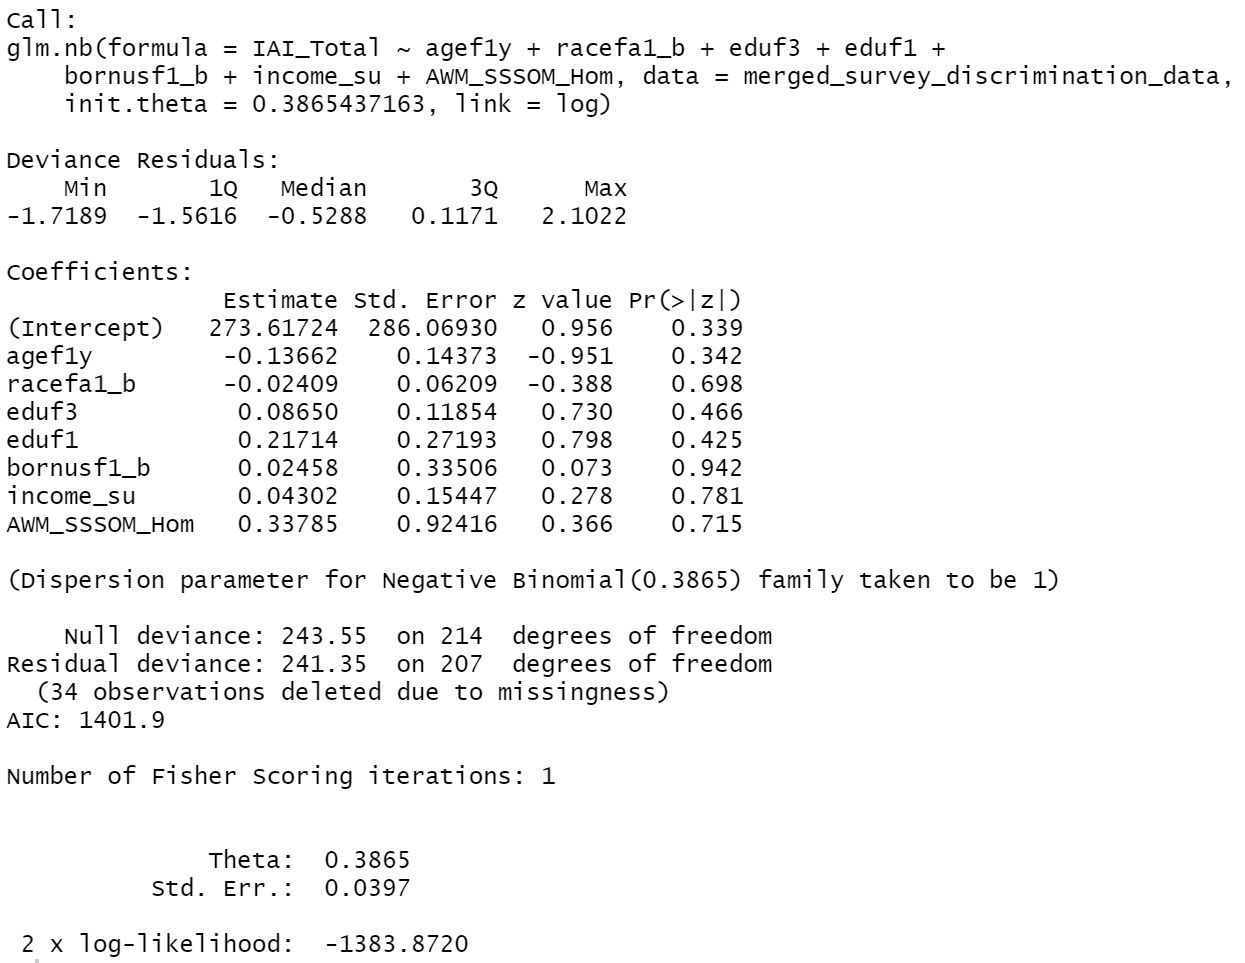 Call:
glm.nb(formula = IAI_Total ~ agef1y + racefa1_b + eduf3 + eduf1 +
    bornusf1_b + income_su + AWM_SSSOM_Hom, data = merged_survey_discrimination_data,
    init.theta = 0.3865437163, link = log)

Deviance Residuals:
    Min       1Q   Median       3Q      Max
-1.7189  -1.5616  -0.5288   0.1171   2.1022

Coefficients:
              Estimate Std. Error z value Pr(>|z|)
(Intercept)   273.61724  286.06930   0.956    0.339
agef1y         -0.13662    0.14373  -0.951    0.342
racefa1_b      -0.02409    0.06209  -0.388    0.698
eduf3           0.08650    0.11854   0.730    0.466
eduf1           0.21714    0.27193   0.798    0.425
bornusf1_b      0.02458    0.33506   0.073    0.942
income_su       0.04302    0.15447   0.278    0.781
AWM_SSSOM_Hom   0.33785    0.92416   0.366    0.715

(Dispersion parameter for Negative Binomial(0.3865) family taken to be 1)

    Null deviance: 243.55  on 214  degrees of freedom
Residual deviance: 241.35  on 207  degrees of freedom
  (34 observations deleted due to missingness)
AIC: 1401.9

Number of Fisher Scoring iterations: 1


              Theta:  0.3865
          Std. Err.:  0.0397

 2 x log-likelihood:  -1383.8720